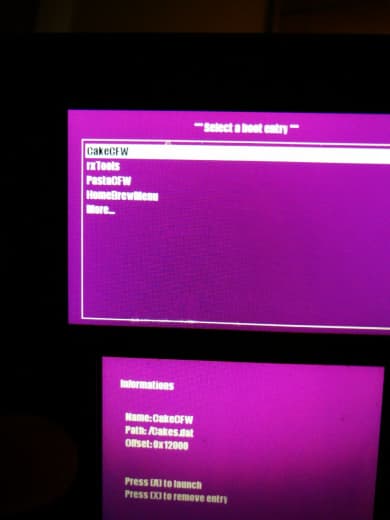 ** Select a boot entry **
CakeCFW
rxTools
PastaCFW
HomeBrewMenu
More...
Informations
Name: CakeCFW
Path: /Cakes.dat
Offset: 0x12000
Press (A) to launch
Press (X) to remove entry